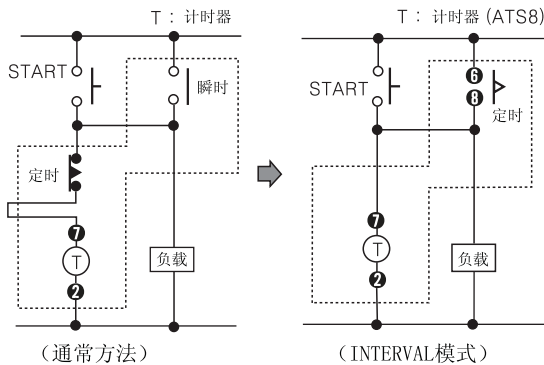 T： 计时器
START
瞬时
定时
7
T
2
负载
（通常方法）
T： 计时器 (ATS8)
START
6
8
定时
7
T
2
负载
（INTERVAL模式）